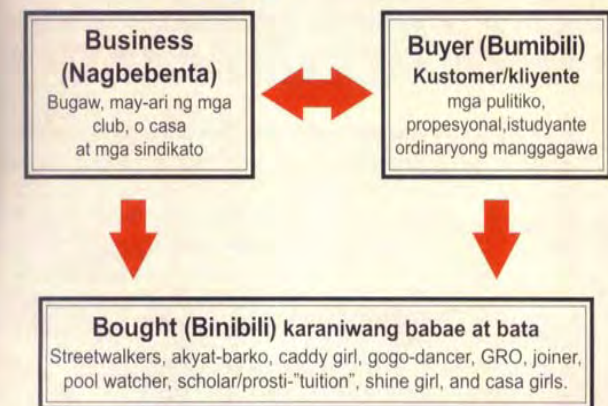 Business
(Nagbebenta)
Bugaw, may-ari ng mga
club, o casa
at mga sindikato
Buyer (Bumibili)
Kustomer/kliyente
mga pulitiko,
propesyonal,istudyante
ordinaryong manggagawa
Bought (Binibili) karaniwang babae at bata
Streetwalkers, akyat-barko, caddy girl, gogo-dancer, GRO, joiner,
pool watcher, scholar/prosti-"tuition", shine girl, and casa girls.